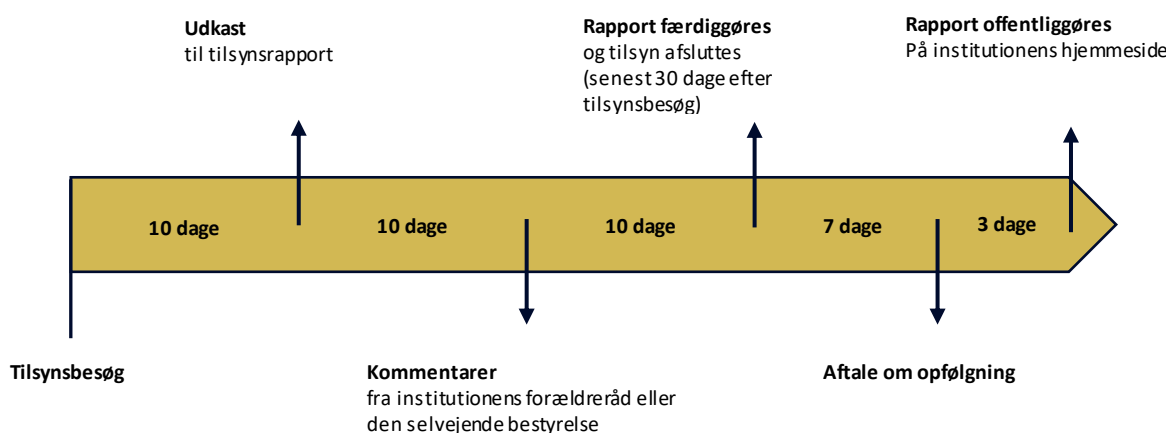 Udkast
til tilsynsrapport
Rapport færdiggøres
og tilsyn afsluttes
(senest 30 dage efter
tilsynsbesøg)
Rapport offentliggøres
På institutionens hjemmeside
10 dage
10 dage
10 dage
7 dage
3 dage
Tilsynsbesøg
Kommentarer
fra institutionens forældreråd eller
den selvejende bestyrelse
Aftale om opfølgning